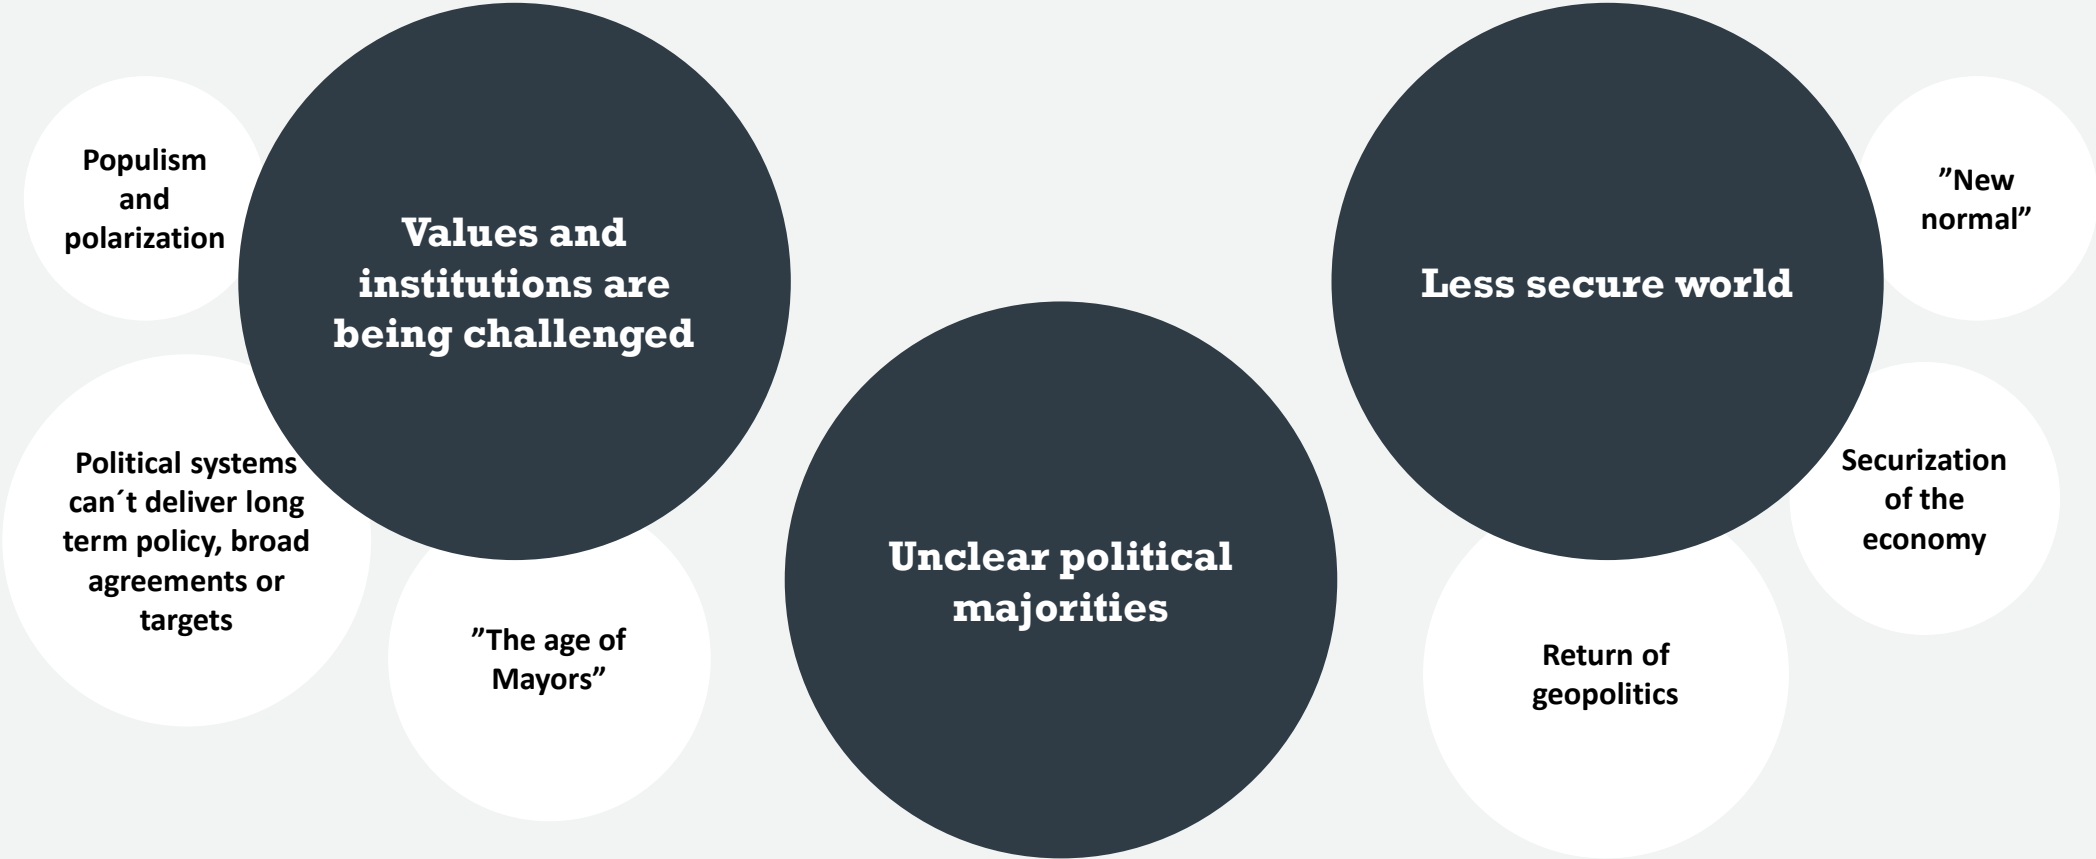 Populism
and
polarization
Values and
institutions are
being challenged
Political systems
can´t deliver long
term policy, broad
agreements or
targets
”The age of
Mayors”
Unclear political
majorities
Less secure world
”New
normal”
Securization
of the
economy
Return of
geopolitics